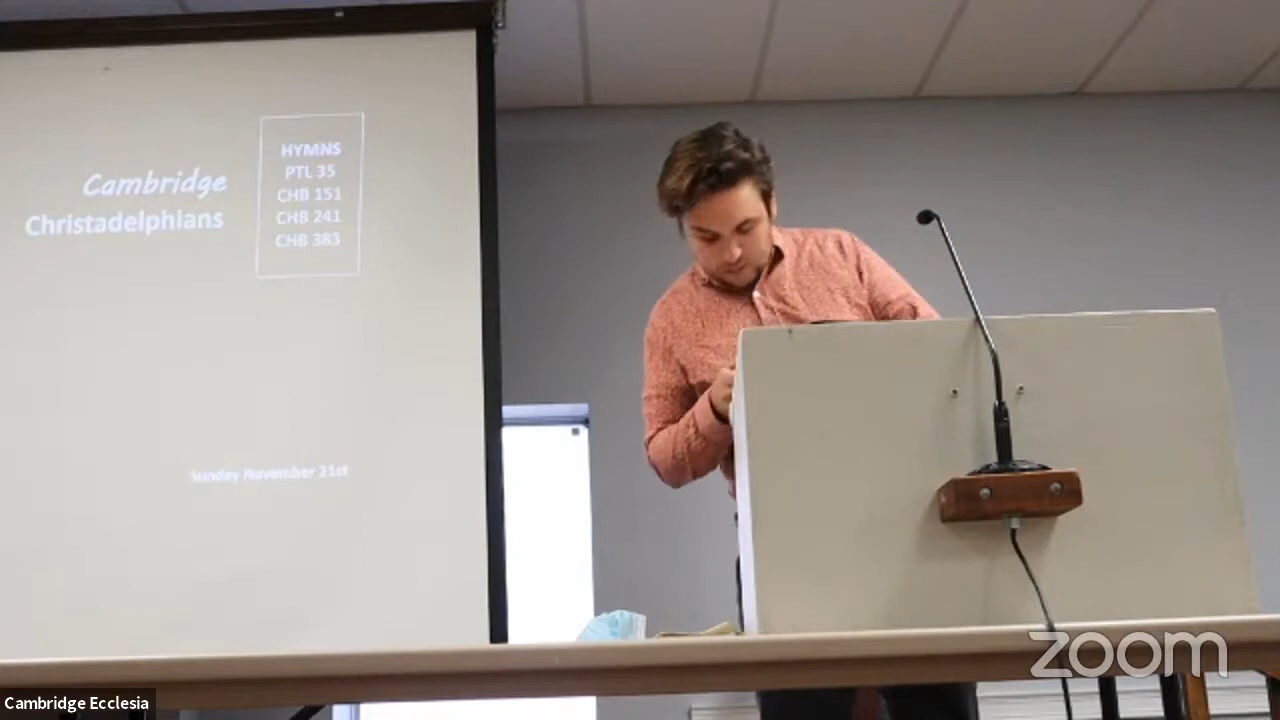 Cambridge
Christadelphians
HYMNS
PTL 35
CHB 151
CHB 241
CHB 383
Sunday November 21st
zoom
Cambridge Ecclesia